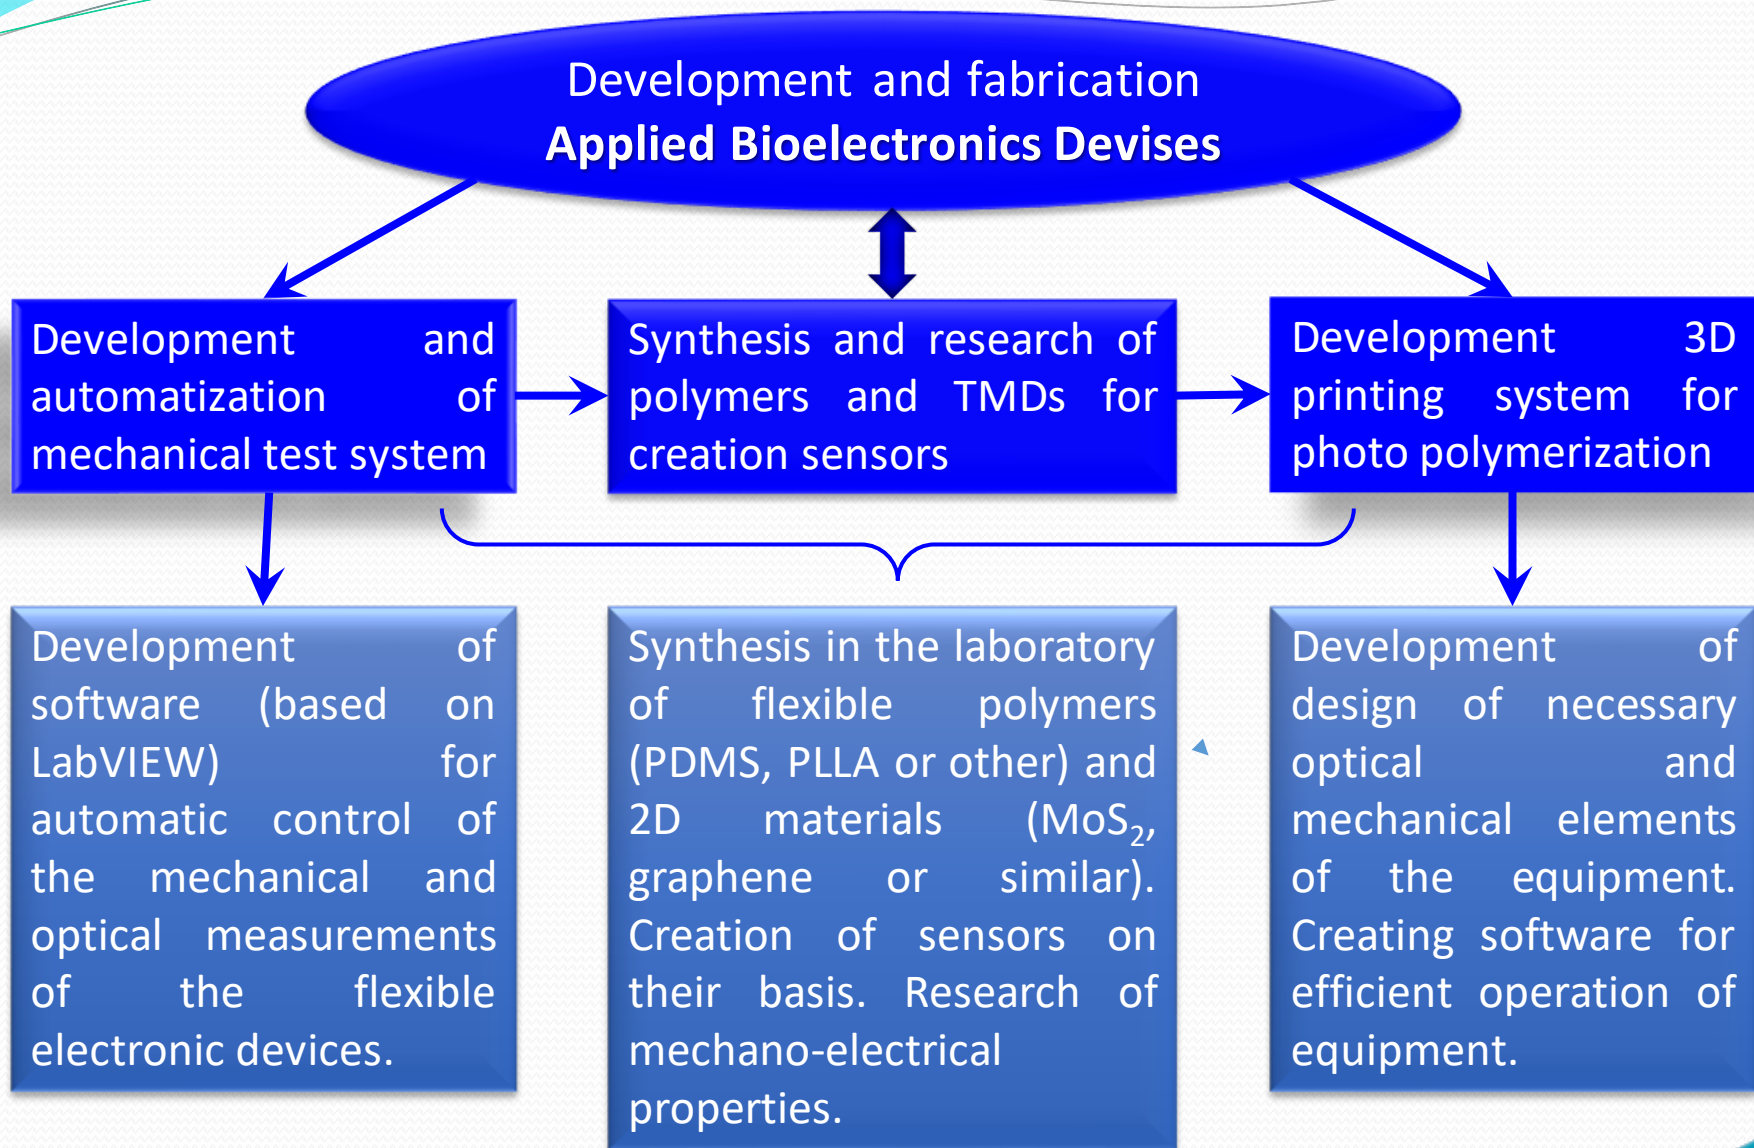 Development and fabrication
Applied Bioelectronics Devises
Development and
automatization of
mechanical test system
Synthesis and research of
polymers and TMDs for
creation sensors
Development 3D
printing system for
photo polymerization
Development of
software (based on
LabVIEW) for
automatic control of
the mechanical and
optical measurements
of the flexible
electronic devices.
Synthesis in the laboratory
of flexible polymers
(PDMS, PLLA or other) and
2D materials (MoS₂,
graphene or similar).
Creation of sensors on
their basis. Research of
mechano-electrical
properties.
Development of
design of necessary
optical and
mechanical elements
of the equipment.
Creating software for
efficient operation of
equipment.